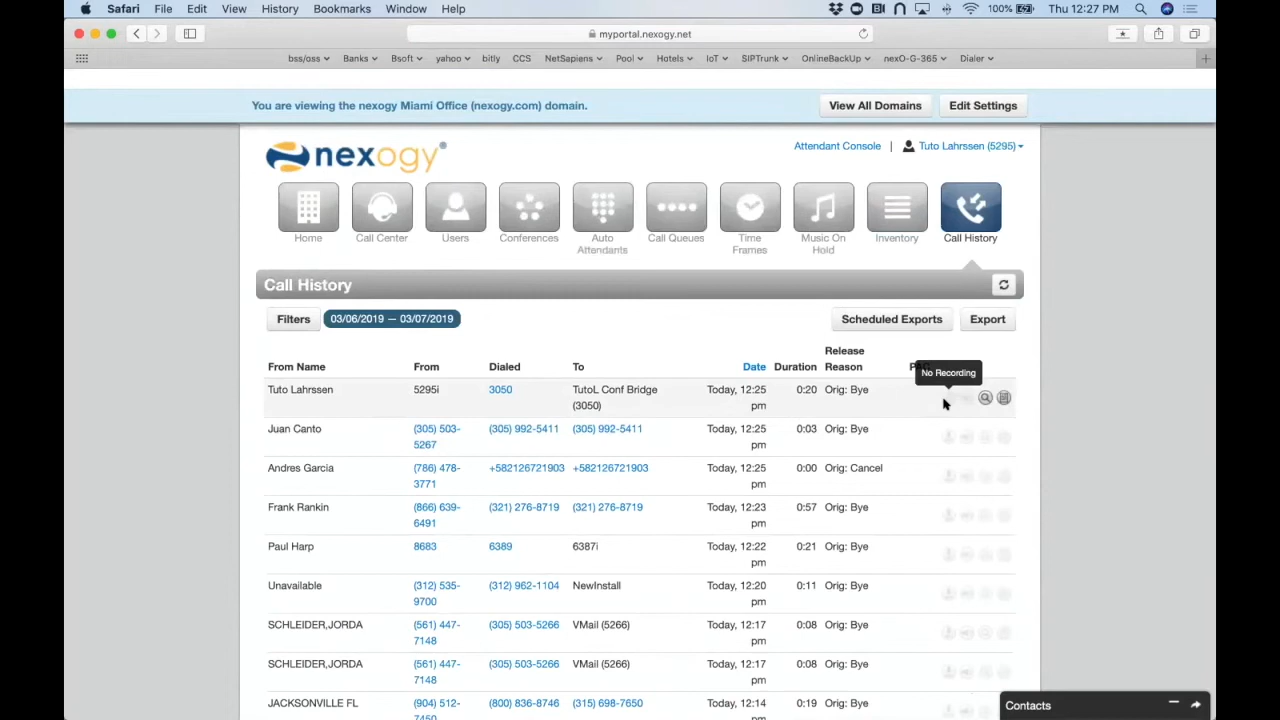 Safari File Edit View History Bookmarks Window Help 100% Thu 12:27 PM
myportal.nexogy.net
bss/oss Banks Bsoft yahoo bitly CCS NetSapiens Pool Hotels IoT SIPTrunk OnlineBackUp nexO-G-365 Dialer
You are viewing the nexogy Miami Office (nexogy.com) domain. View All Domains Edit Settings
Attendant Console | Tuto Lahrssen (5295)
nexogy®
Home Call Center Users Conferences Auto Attendants Call Queues Time Frames Music On Hold Inventory Call History
Call History
Filters 03/06/2019 — 03/07/2019 Scheduled Exports Export
From Name From Dialed To Date Duration Release Reason
No Recording
Tuto Lahrssen 5295i 3050 TutoL Conf Bridge (3050) Today, 12:25 pm 0:20 Orig: Bye
Juan Canto (305) 503-5267 (305) 992-5411 (305) 992-5411 Today, 12:25 pm 0:03 Orig: Bye
Andres Garcia (786) 478-3771 +582126721903 +582126721903 Today, 12:25 pm 0:00 Orig: Cancel
Frank Rankin (866) 639-6491 (321) 276-8719 (321) 276-8719 Today, 12:23 pm 0:57 Orig: Bye
Paul Harp 8683 6389 6387i Today, 12:22 pm 0:21 Orig: Bye
Unavailable (312) 535-9700 (312) 962-1104 NewInstall Today, 12:20 pm 0:11 Orig: Bye
SCHLEIDER,JORDA (561) 447-7148 (305) 503-5266 VMail (5266) Today, 12:17 pm 0:08 Orig: Bye
SCHLEIDER,JORDA (561) 447-7148 (305) 503-5266 VMail (5266) Today, 12:17 pm 0:08 Orig: Bye
JACKSONVILLE FL (904) 512-7450 (800) 836-8746 (315) 698-7650 Today, 12:14 pm 0:19 Orig: Bye
Contacts